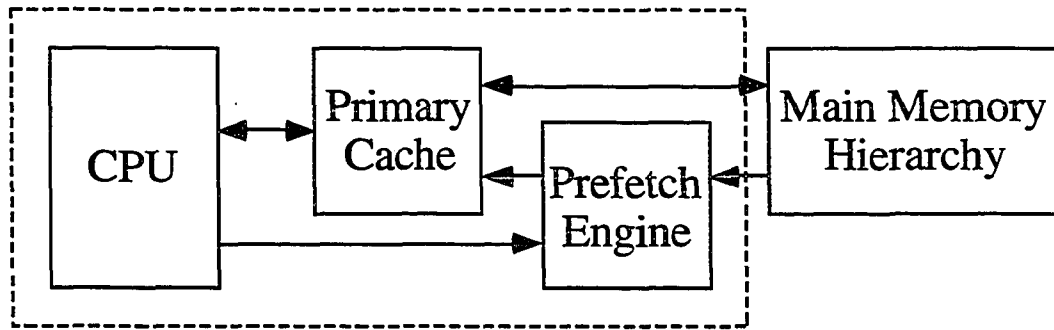 CPU
Primary
Cache
Prefetch
Engine
Main Memory
Hierarchy